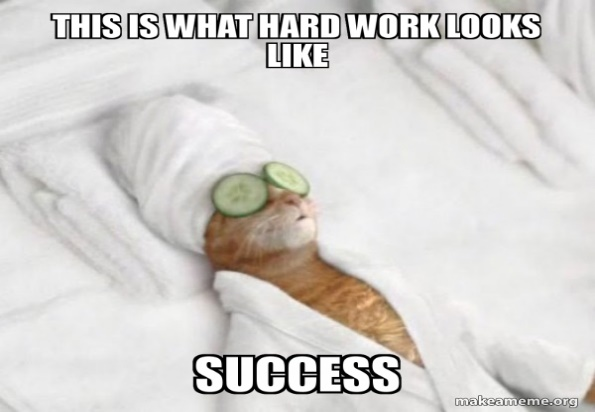 THIS IS WHAT HARD WORK LOOKS
LIKE
SUCCESS
makeameme.org